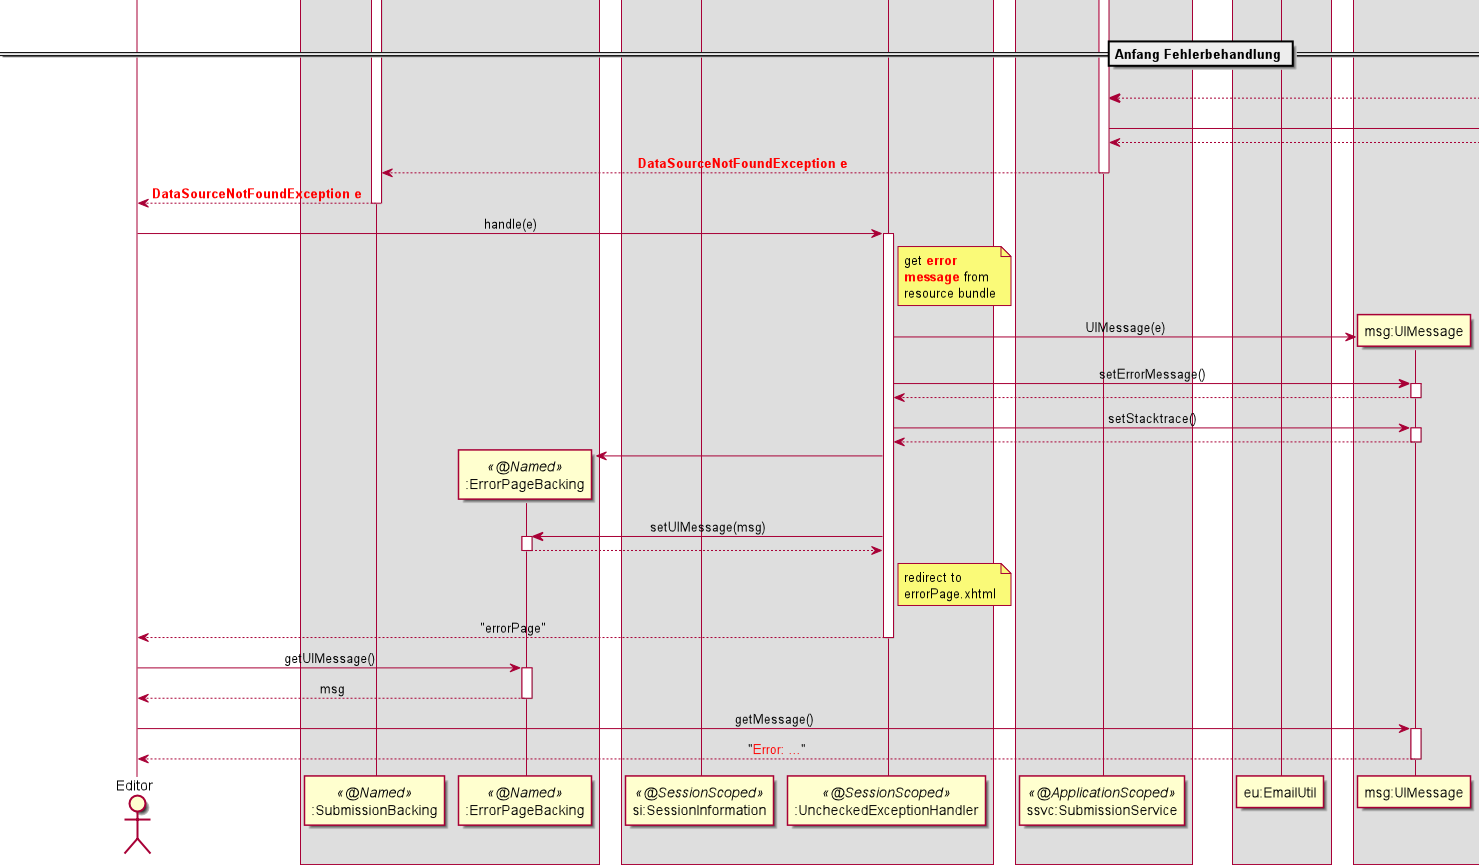 Anfang Fehlerbehandlung
DataSourceNotFoundException e
DataSourceNotFoundException e
handle(e)
get error
message from
resource bundle
UIMessage(e)
msg:UIMessage
setErrorMessage()
setStacktrace()
«@Named»
:ErrorPageBacking
setUIMessage(msg)
redirect to
errorPage.xhtml
"errorPage"
getUIMessage()
msg
getMessage()
"Error: ..."
Editor
«@Named»
:SubmissionBacking
«@Named»
:ErrorPageBacking
«@SessionScoped»
si:SessionInformation
«@SessionScoped»
:UncheckedExceptionHandler
«@ApplicationScoped»
ssvc:SubmissionService
eu:EmailUtil
msg:UIMessage